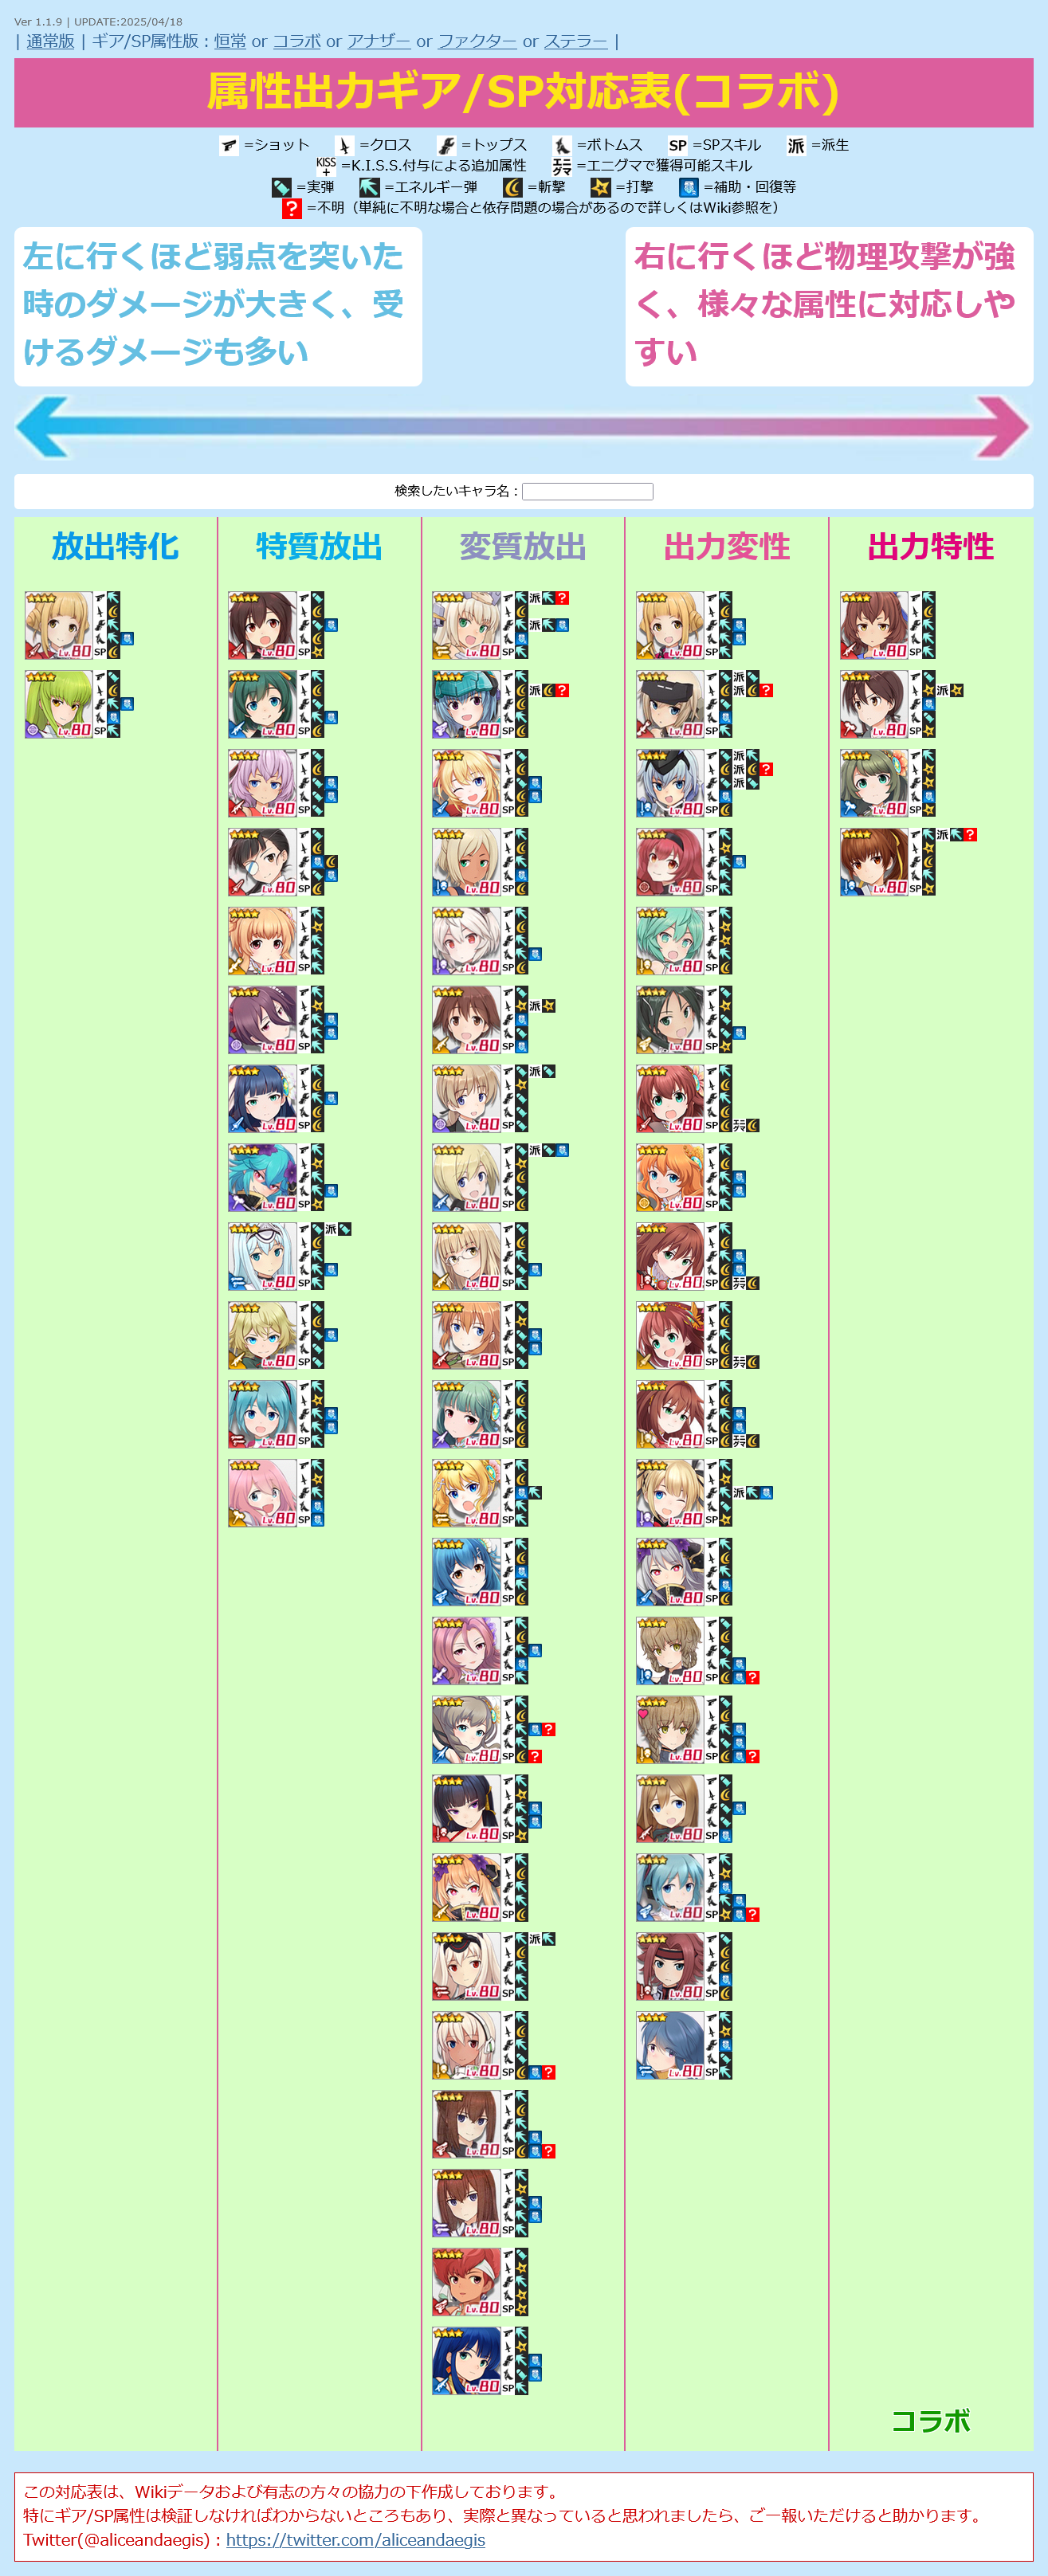 Ver 1.1.9 | UPDATE:2025/04/18
| 通常版 | ギア/SP属性版：恒常 or コラボ or アナザー or ファクター or ステラー |
属性出力ギア/SP対応表(コラボ)
=ショット =クロス =トップス =ボトムス SP =SPスキル 派 =派生
KISS+ =K.I.S.S.付与による追加属性 エニグマ =エニグマで獲得可能スキル
=実弾 =エネルギー弾 =斬撃 =打撃 =補助・回復等
? =不明（単純に不明な場合と依存問題の場合があるので詳しくはWiki参照を）
左に行くほど弱点を突いた
時のダメージが大きく、受
けるダメージも多い
右に行くほど物理攻撃が強
く、様々な属性に対応しや
すい
検索したいキャラ名：
放出特化 特質放出 変質放出 出力変性 出力特性
コラボ
この対応表は、Wikiデータおよび有志の方々の協力の下作成しております。
特にギア/SP属性は検証しなければわからないところもあり、実際と異なっていると思われましたら、ご一報いただけると助かります。
Twitter(@aliceandaegis)：https://twitter.com/aliceandaegis